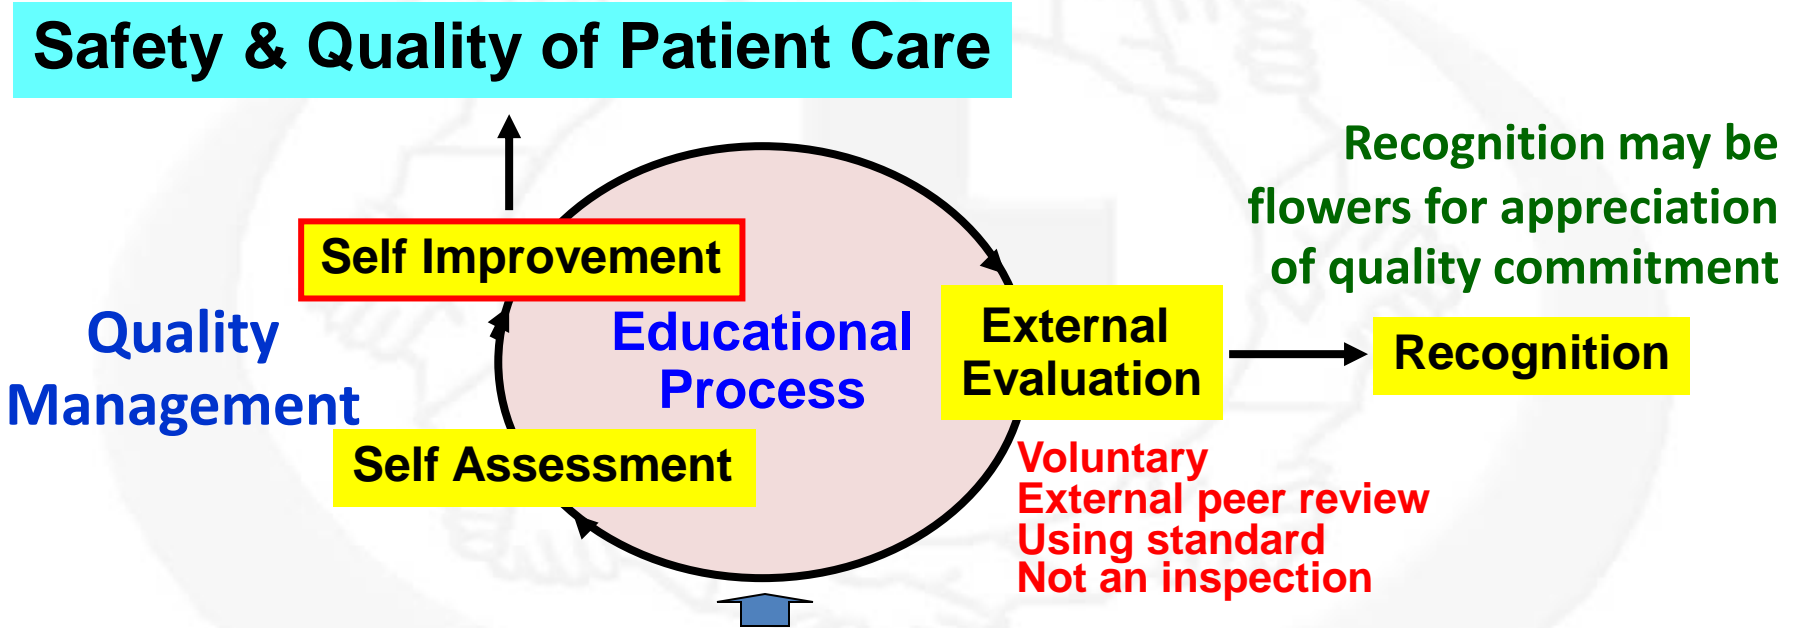 Safety & Quality of Patient Care
Recognition may be
flowers for appreciation
of quality commitment
Self Improvement
Quality
Management
Educational
Process
External
Evaluation
Recognition
Self Assessment
Voluntary
External peer review
Using standard
Not an inspection